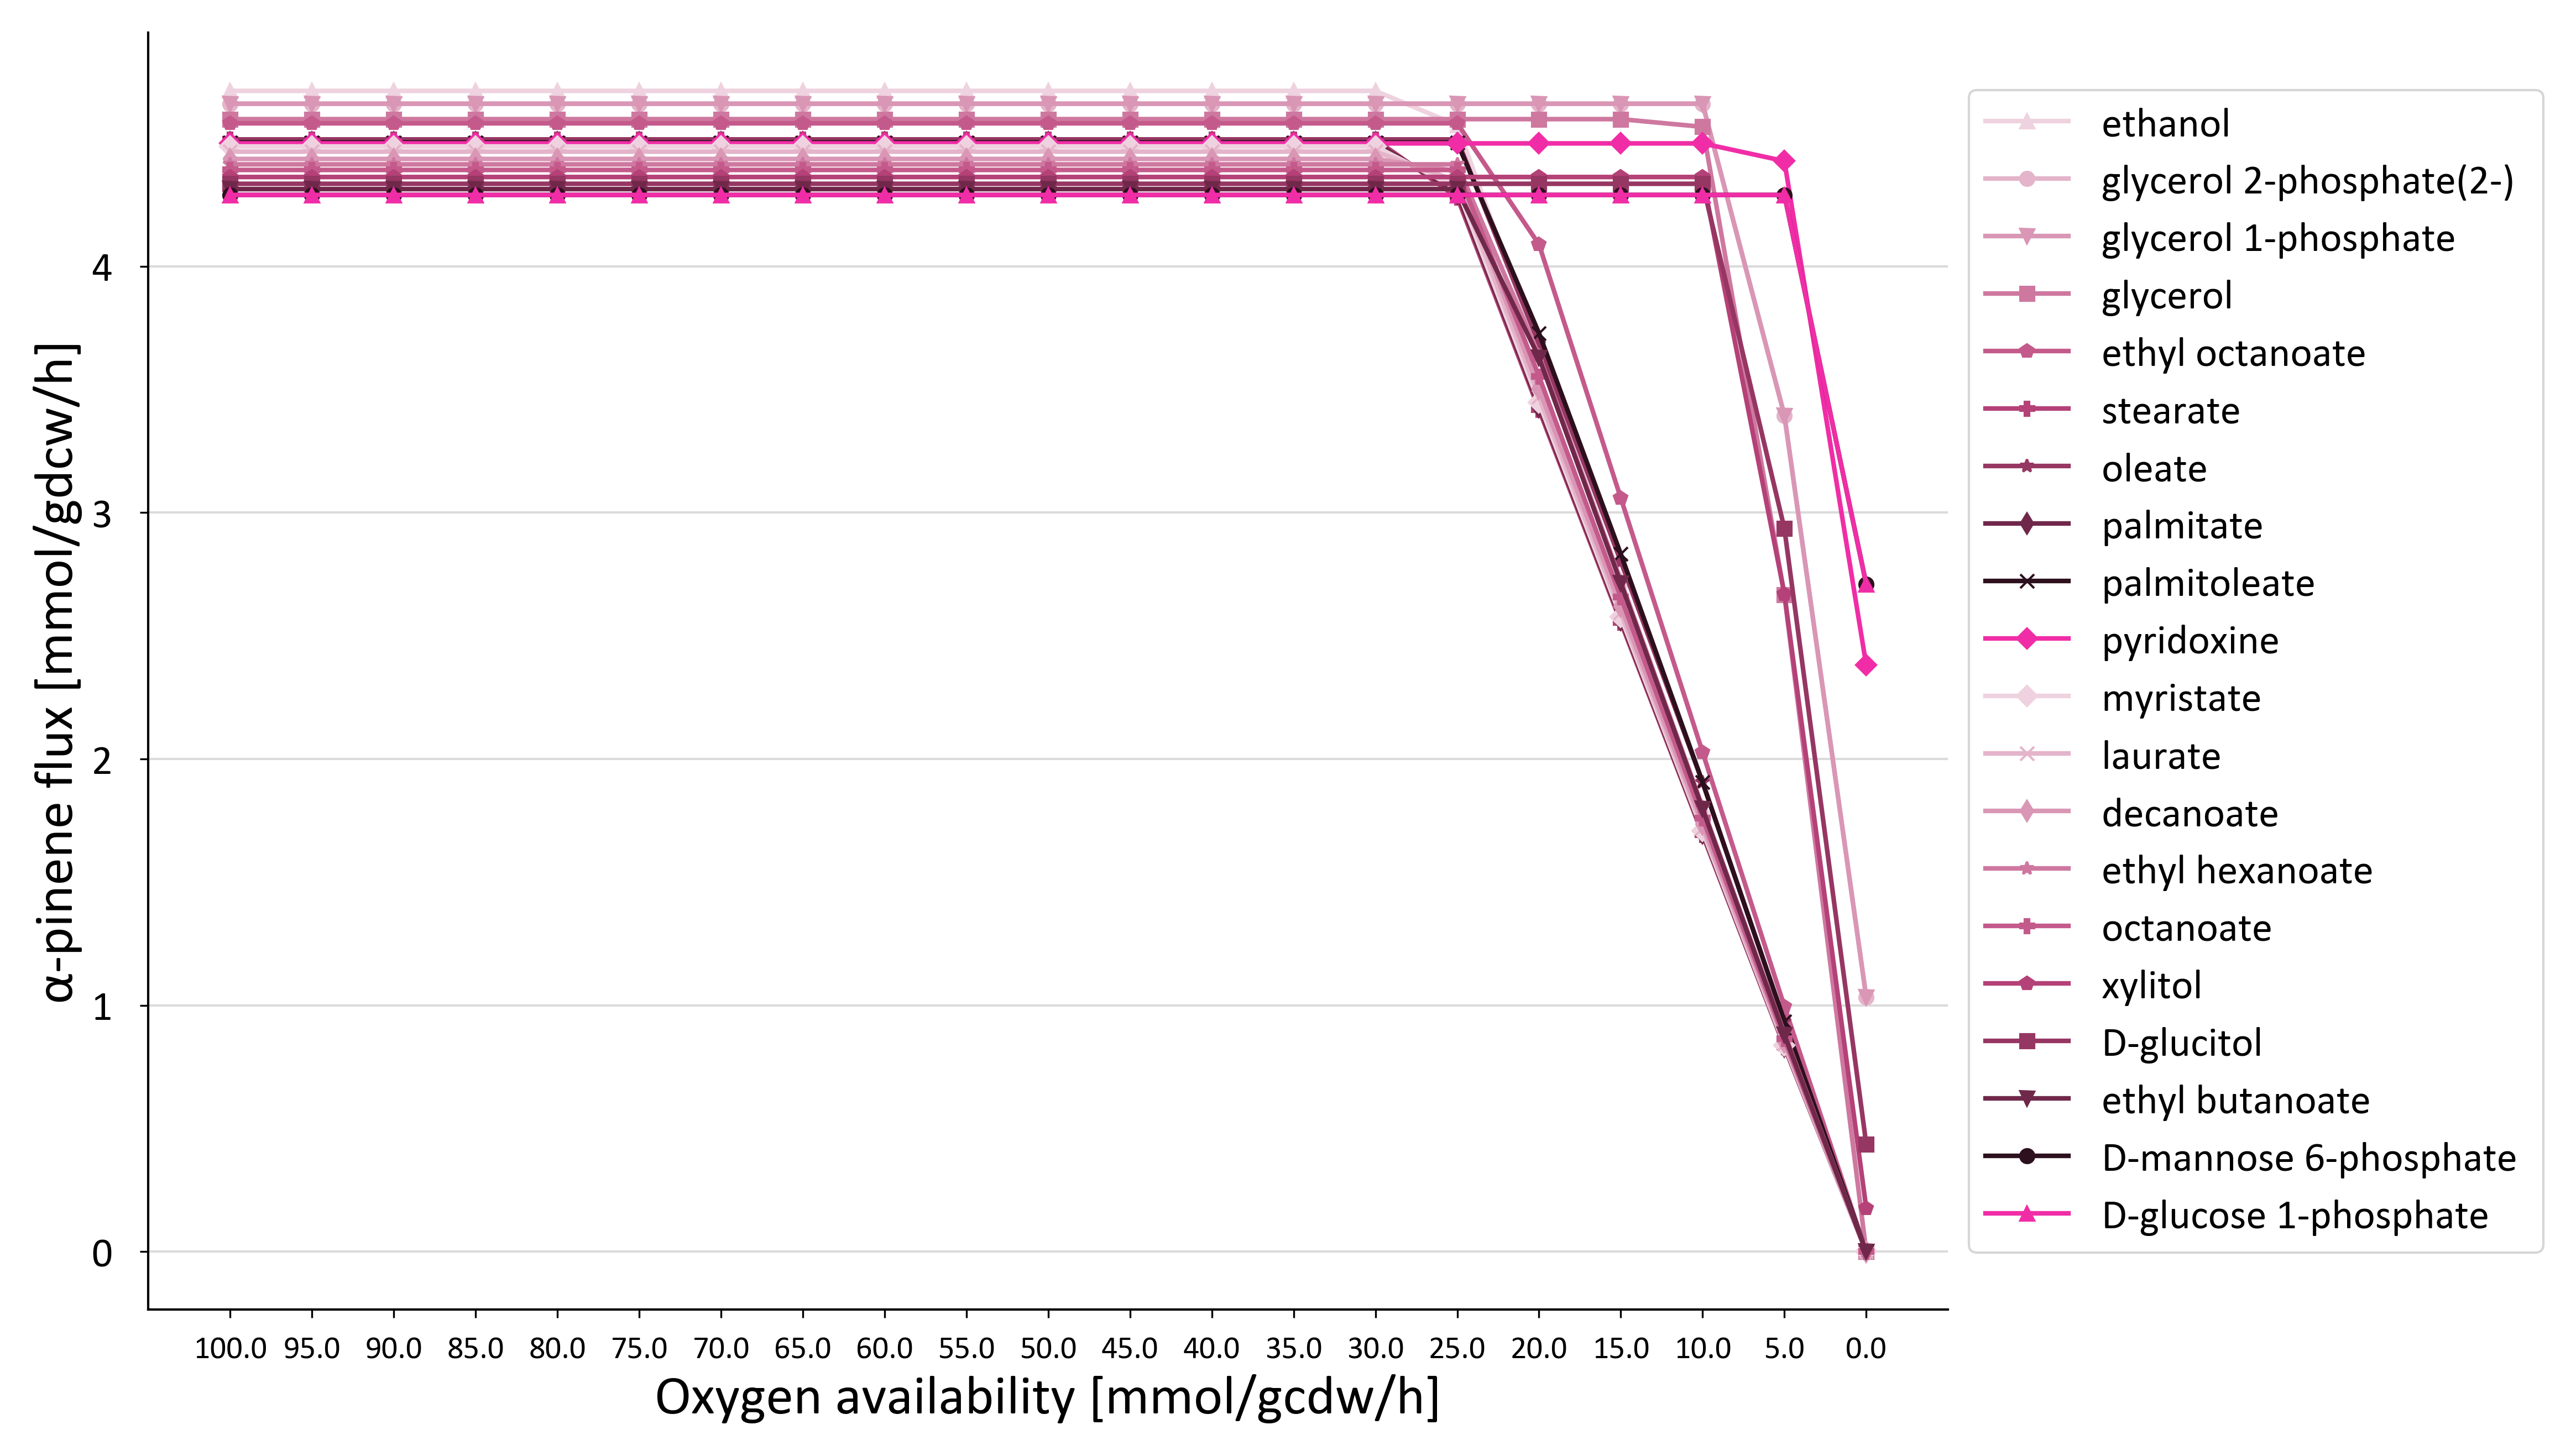 α-pinene flux [mmol/gdcw/h]
4
3
2
1
0
100.0 95.0 90.0 85.0 80.0 75.0 70.0 65.0 60.0 55.0 50.0 45.0 40.0 35.0 30.0 25.0 20.0 15.0 10.0 5.0 0.0
Oxygen availability [mmol/gcdw/h]
ethanol
glycerol 2-phosphate(2-)
glycerol 1-phosphate
glycerol
ethyl octanoate
stearate
oleate
palmitate
palmitoleate
pyridoxine
myristate
laurate
decanoate
ethyl hexanoate
octanoate
xylitol
D-glucitol
ethyl butanoate
D-mannose 6-phosphate
D-glucose 1-phosphate